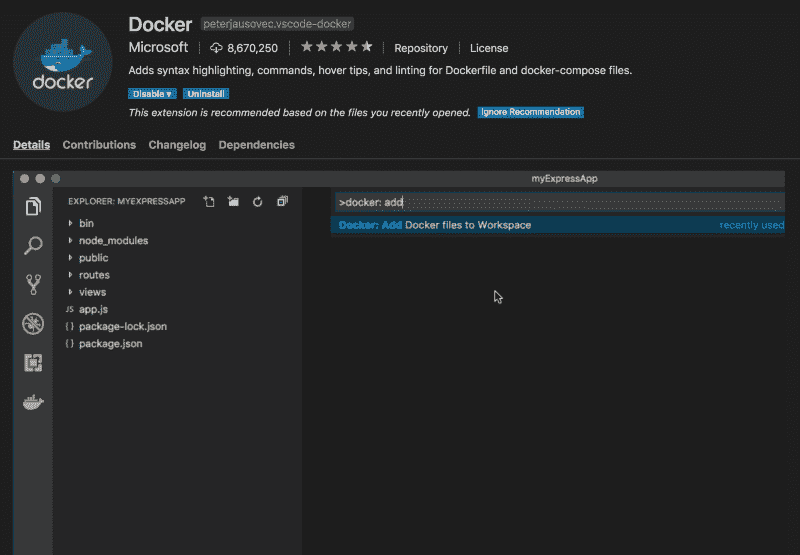 Docker peterjausovec.vscode-docker
Microsoft 8,670,250 Repository License
docker
Adds syntax highlighting, commands, hover tips, and linting for Dockerfile and docker-compose files.
Disable Uninstall
This extension is recommended based on the files you recently opened. Ignore Recommendation
Details Contributions Changelog Dependencies
myExpressApp
EXPLORER: MYEXPRESSAPP
>docker: add
Docker: Add Docker files to Workspace recently used
bin
node_modules
public
routes
views
JS app.js
{} package-lock.json
{} package.json